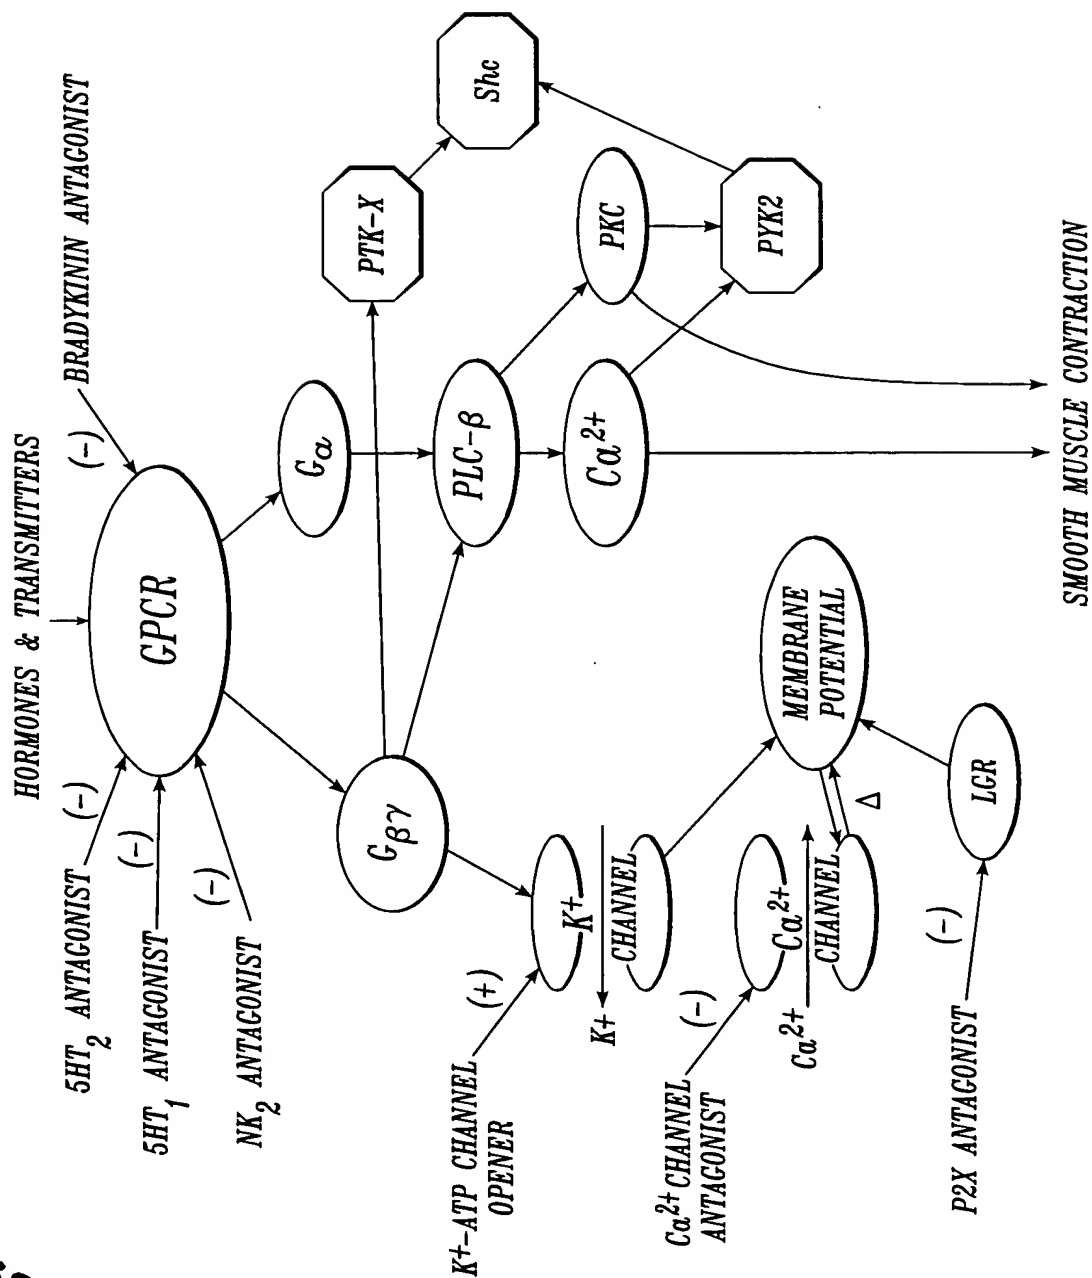 HORMONES & TRANSMITTERS
5HT2 ANTAGONIST
(-)
5HT1 ANTAGONIST
(-)
NK2 ANTAGONIST
(-)
BRADYKININ ANTAGONIST
(-)
GPCR
Gβγ
Gα
PTK-X
Shc
PLC-β
PKC
Ca2+
PYK2
K+-ATP CHANNEL
OPENER
(+)
K+
CHANNEL
K+
Ca2+ CHANNEL
ANTAGONIST
(-)
Ca2+
Ca2+
CHANNEL
Δ
MEMBRANE
POTENTIAL
P2X ANTAGONIST
(-)
LGR
SMOOTH MUSCLE CONTRACTION